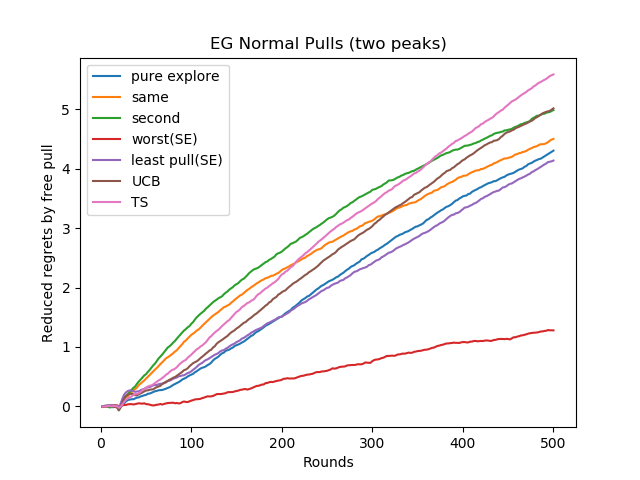 EG Normal Pulls (two peaks)
Reduced regrets by free pull
5
4
3
2
1
0
pure explore
same
second
worst(SE)
least pull(SE)
UCB
TS
0 100 200 300 400 500
Rounds